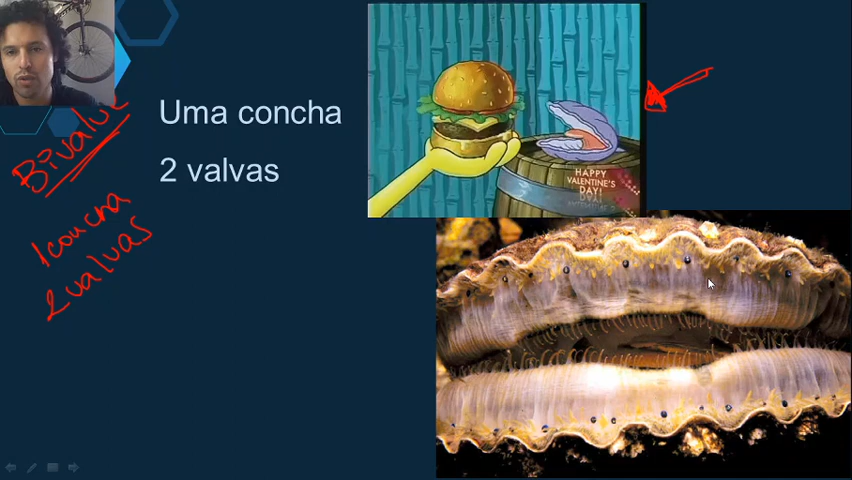 Uma concha
2 valvas
Bivalve
1 concha
2 valvas
HAPPY
VALENTINE'S
DAY!